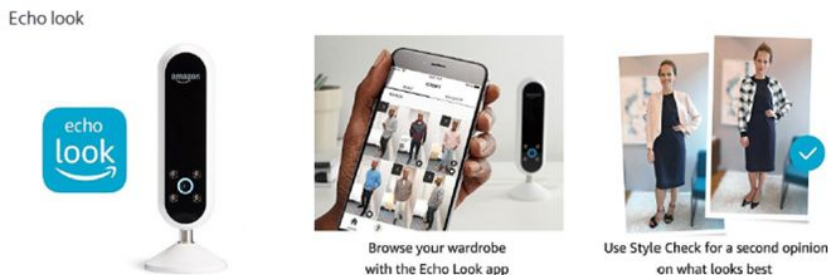 Echo look
echo
look
amazon
Browse your wardrobe
with the Echo Look app
Use Style Check for a second opinion
on what looks best